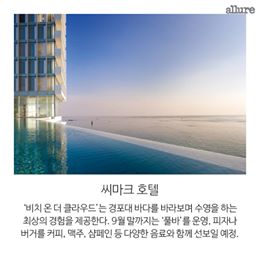 allure
씨마크 호텔
'비치 온 더 클라우드'는 경포대 바다를 바라보며 수영을 하는
최상의 경험을 제공한다. 9월 말까지는 '풀바'를 운영, 피자나
버거를 커피, 맥주, 샴페인 등 다양한 음료와 함께 선보일 예정.